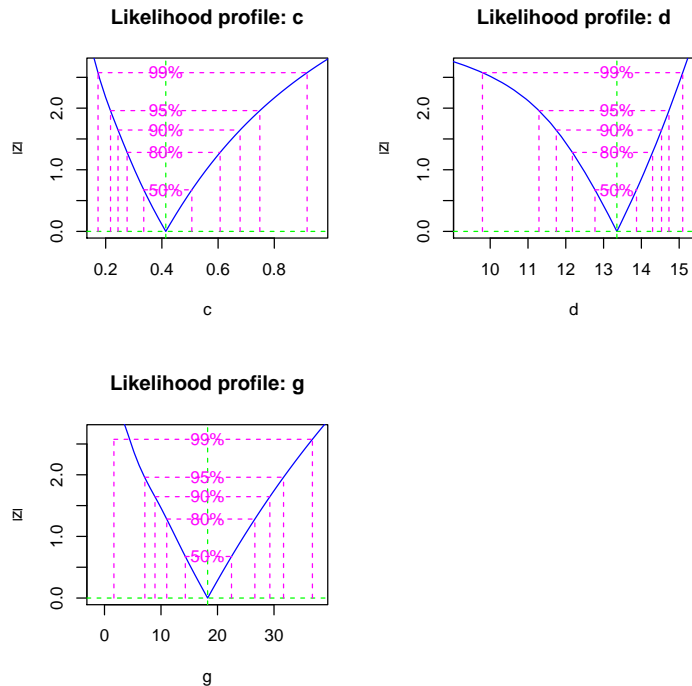 Likelihood profile: c
|z|
0.0
1.0
2.0
99%
95%
90%
80%
50%
0.2 0.4 0.6 0.8
c
Likelihood profile: d
|z|
0.0
1.0
2.0
99%
95%
90%
80%
50%
10 11 12 13 14 15
d
Likelihood profile: g
|z|
0.0
1.0
2.0
99%
95%
90%
80%
50%
0 10 20 30
g